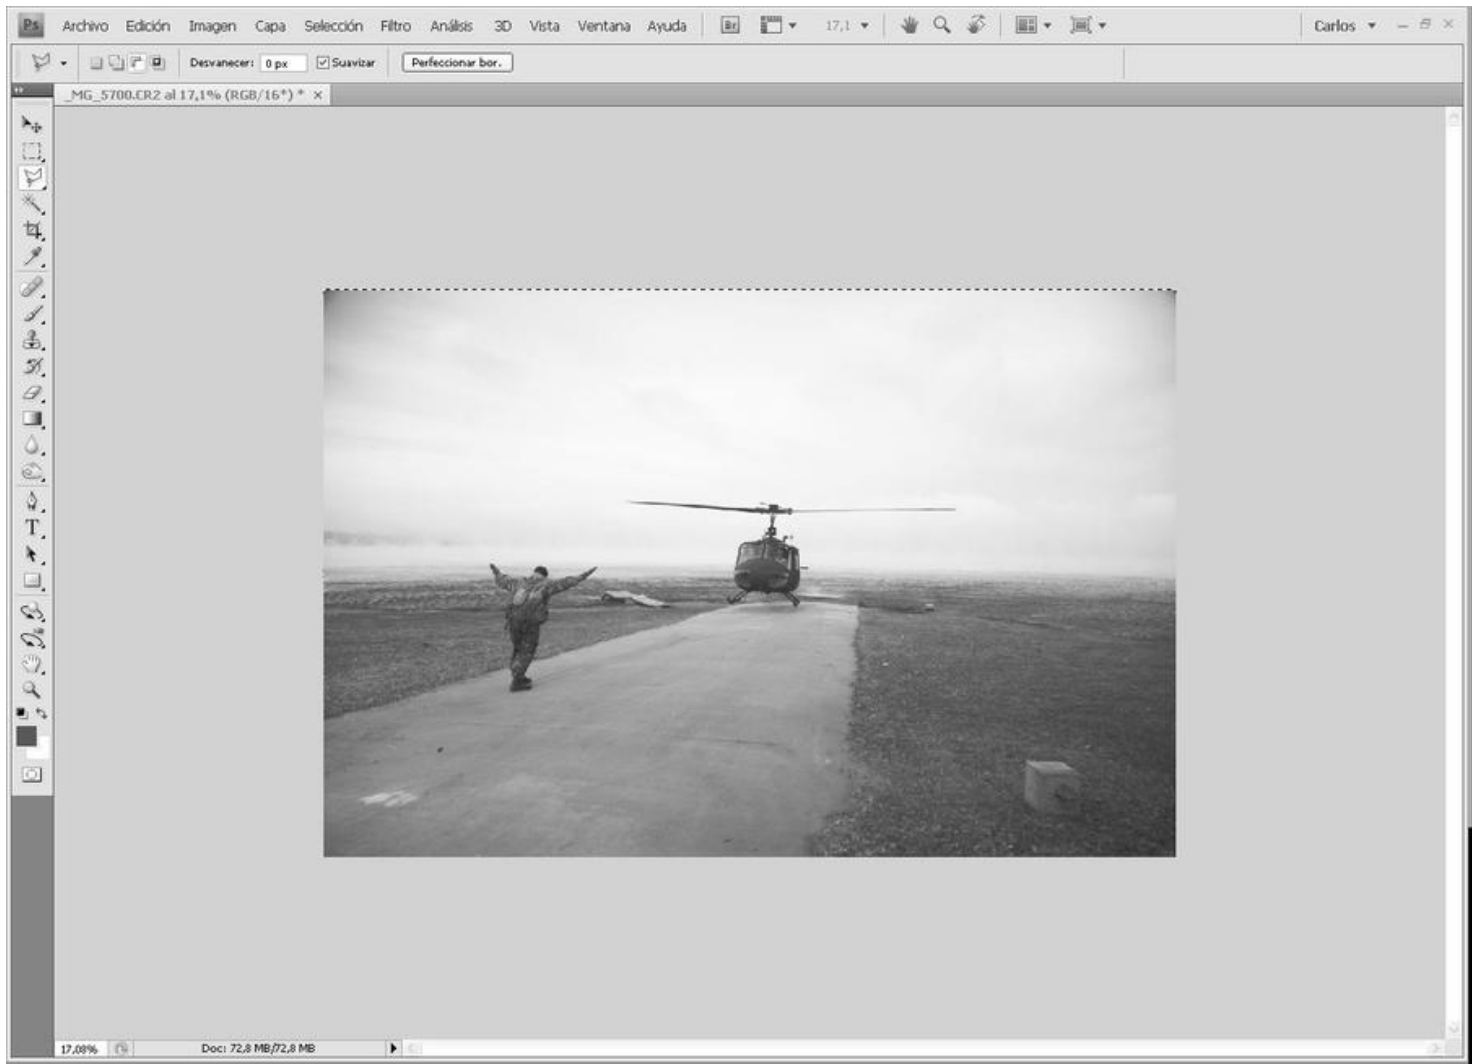 Ps Archivo Edición Imagen Capa Selección Filtro Análisis 3D Vista Ventana Ayuda Br 17,1 Carlos
Desvanecer: 0 px Suavizar Perfeccionar bor.
_MG_5700.CR2 al 17,1% (RGB/16*) * ×
T
17,08% Doc: 72,8 MB/72,8 MB